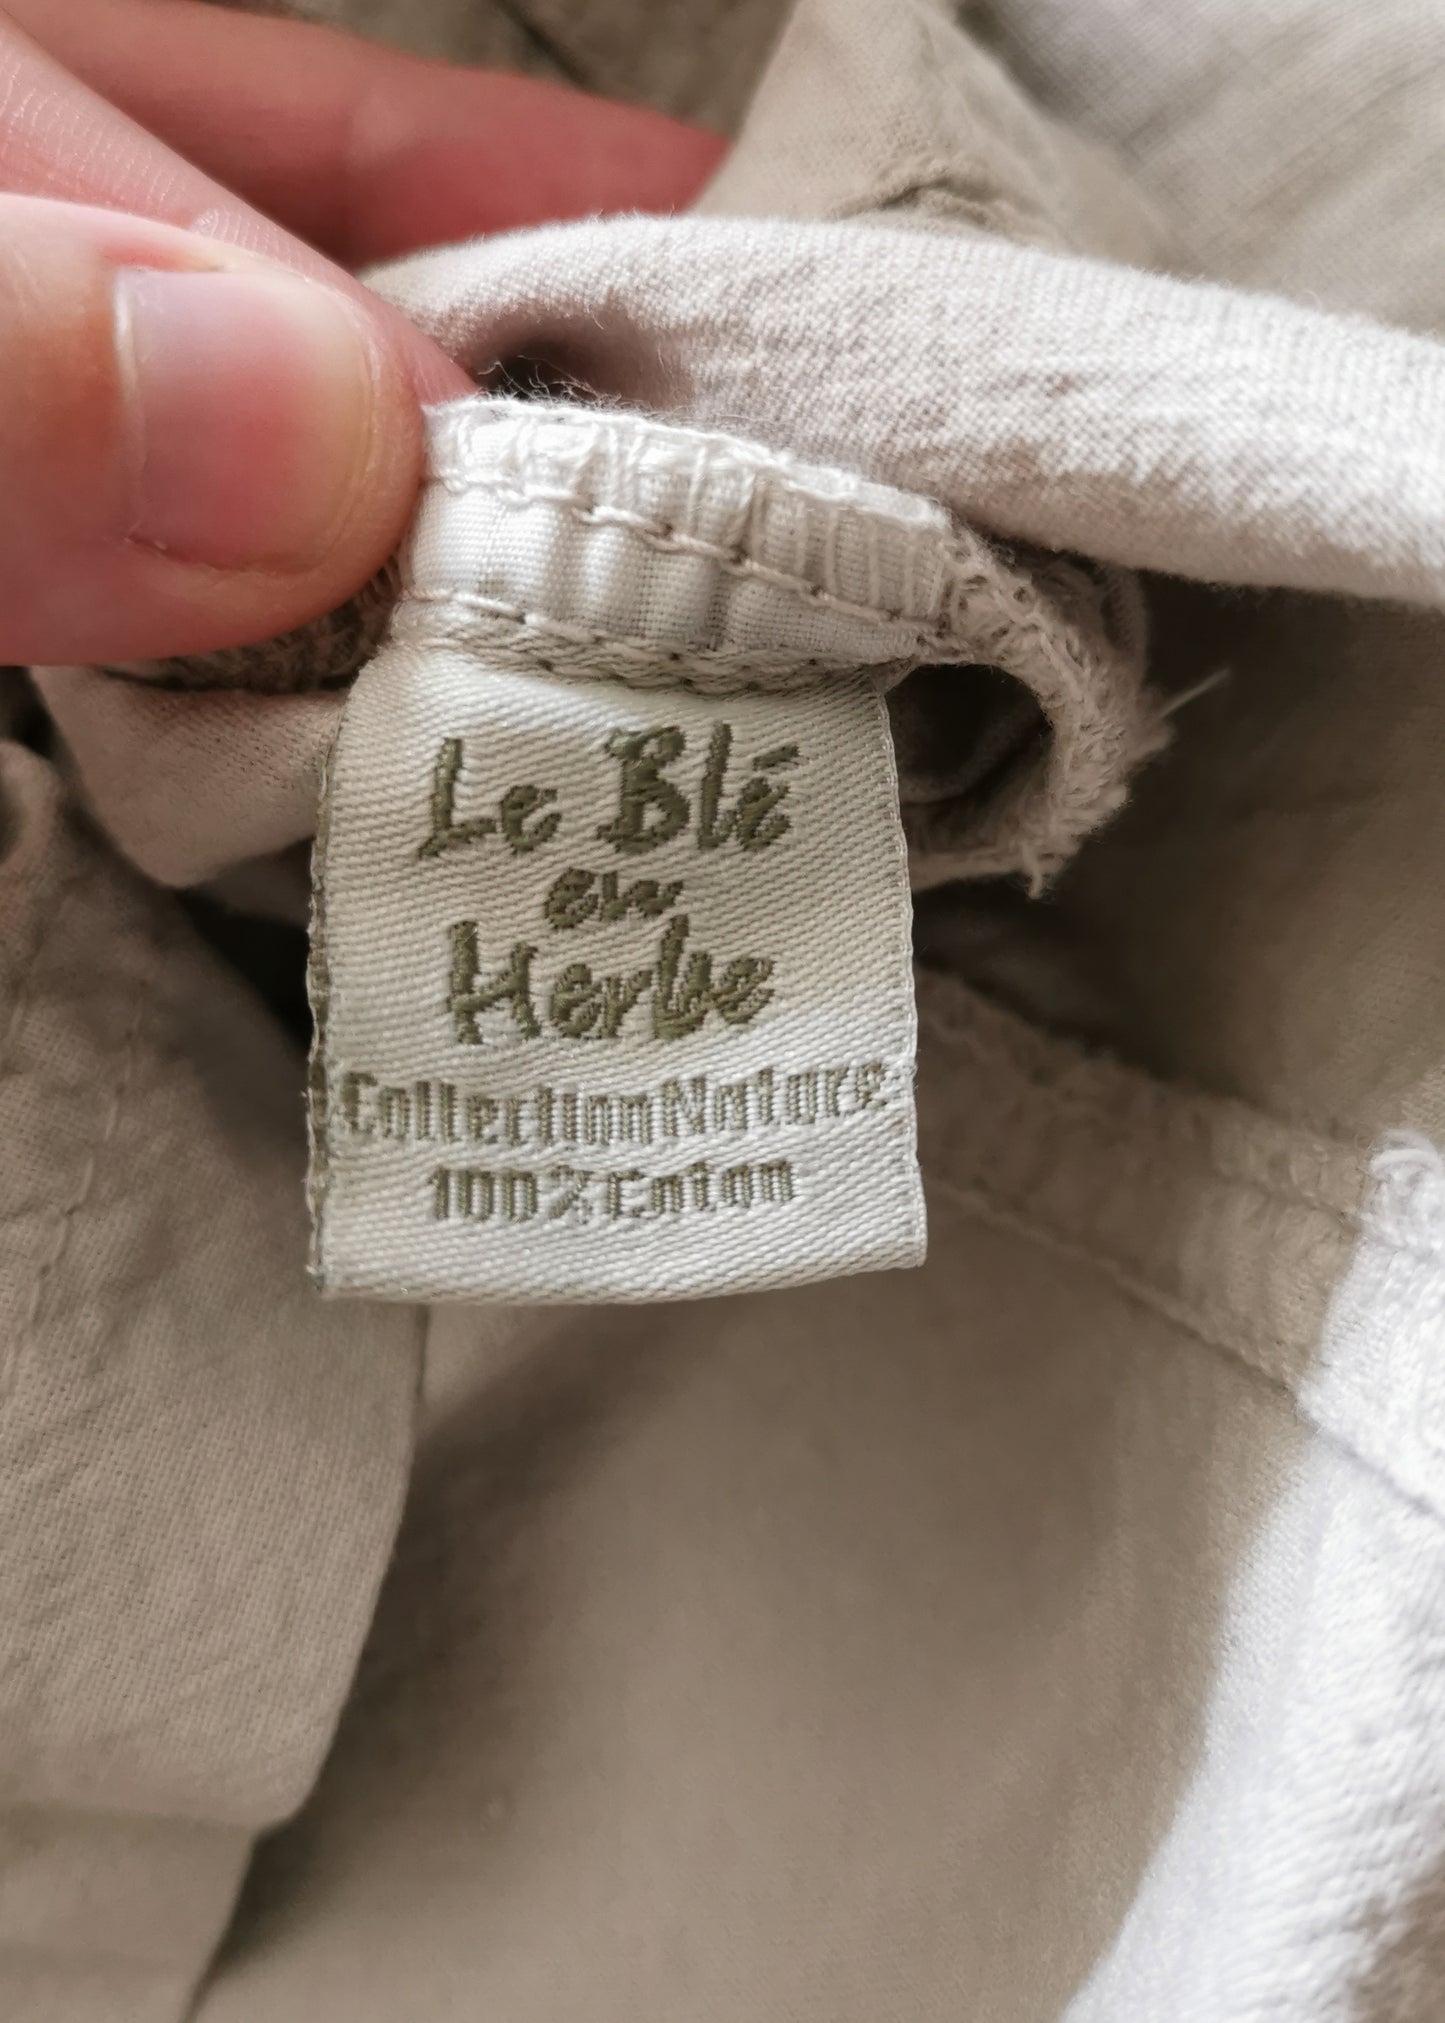 Le Blé
en
Herbe
Collection Nature
100% Coton